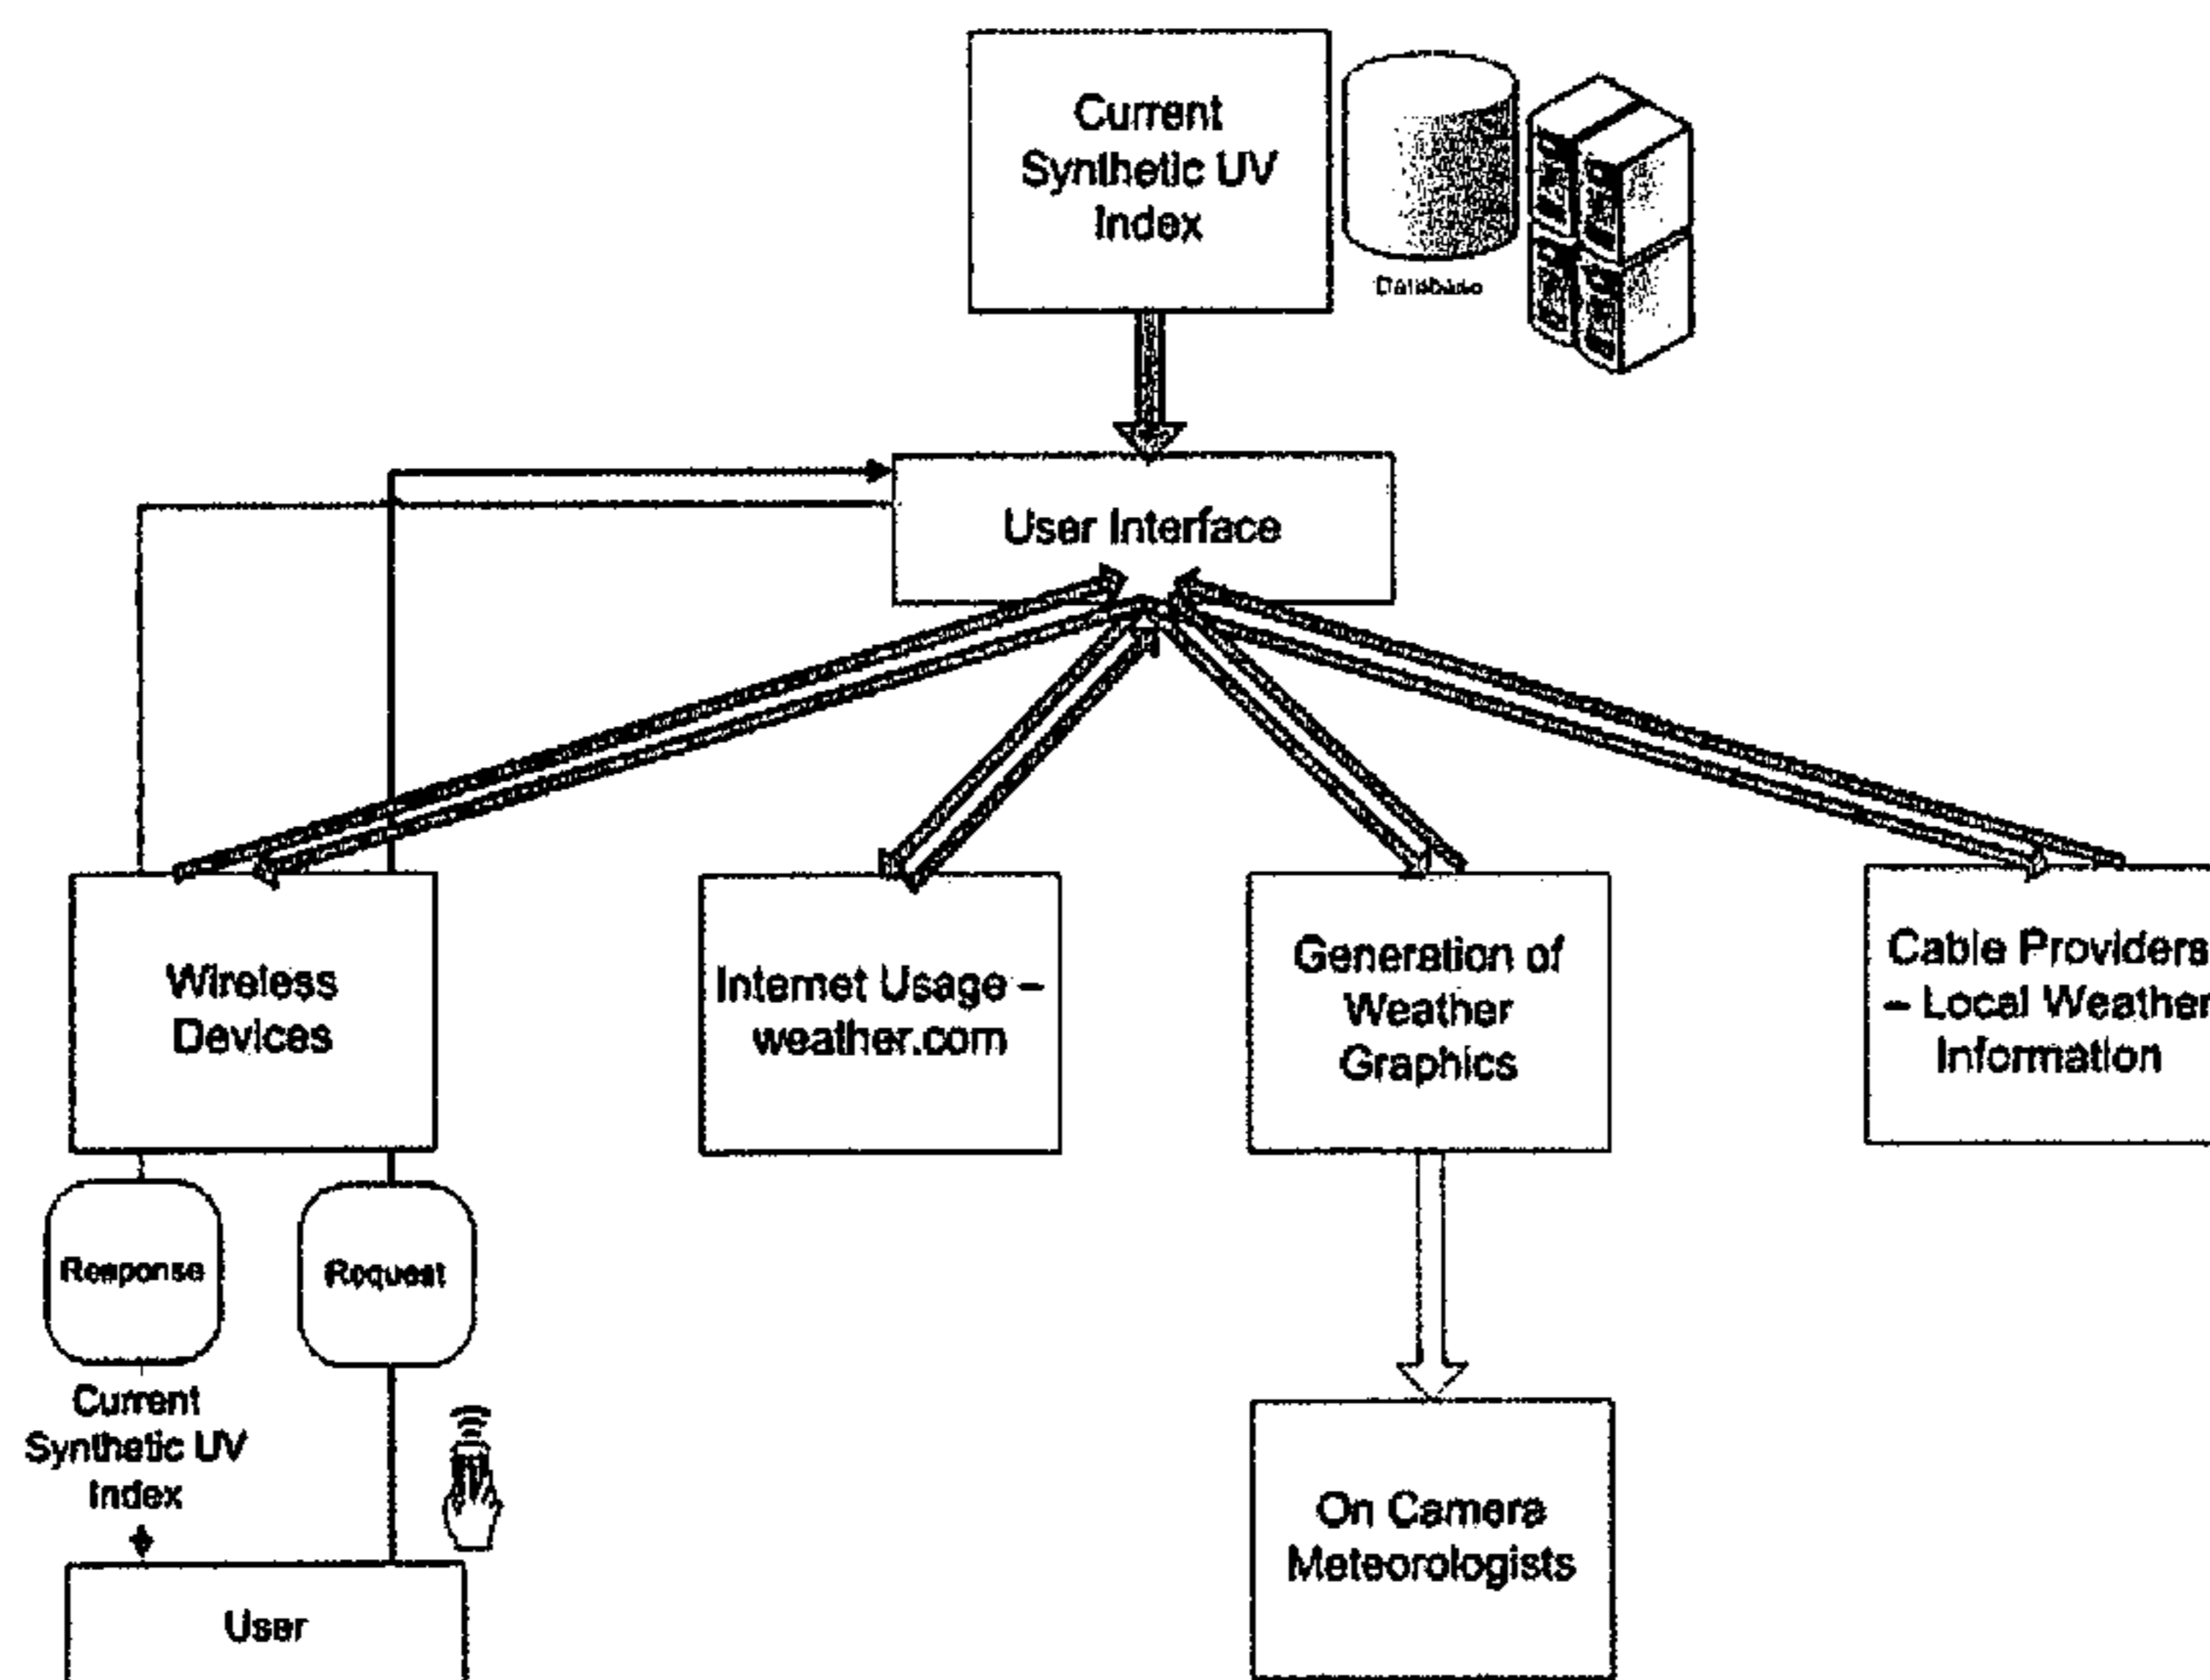 Current
Synthetic UV
Index
Database
User Interface
Wireless
Devices
Internet Usage –
weather.com
Generation of
Weather
Graphics
Cable Providers
– Local Weather
Information
Response
Request
Current
Synthetic UV
Index
On Camera
Meteorologists
User